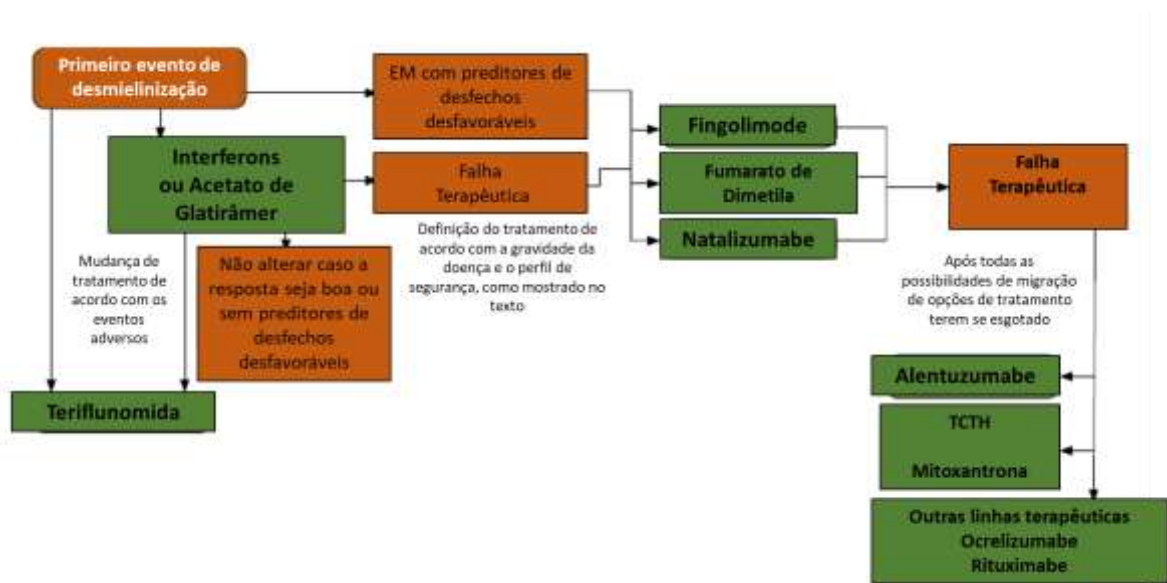 Primeiro evento de
desmielinização
EM com preditores de
desfechos
desfavoráveis
Interferons
ou Acetato de
Glatirâmer
Falha
Terapêutica
Fingolimode
Fumarato de
Dimetila
Natalizumabe
Falha
Terapêutica
Mudança de
tratamento de
acordo com os
eventos
adversos
Não alterar caso a
resposta seja boa ou
sem preditores de
desfechos
desfavoráveis
Definição do tratamento de
acordo com a gravidade da
doença e o perfil de
segurança, como mostrado no
texto
Após todas as
possibilidades de migração
de opções de tratamento
terem se esgotado
Teriflunomida
Alentuzumabe
TCTH
Mitoxantrona
Outras linhas terapêuticas
Ocrelizumabe
Rituximabe